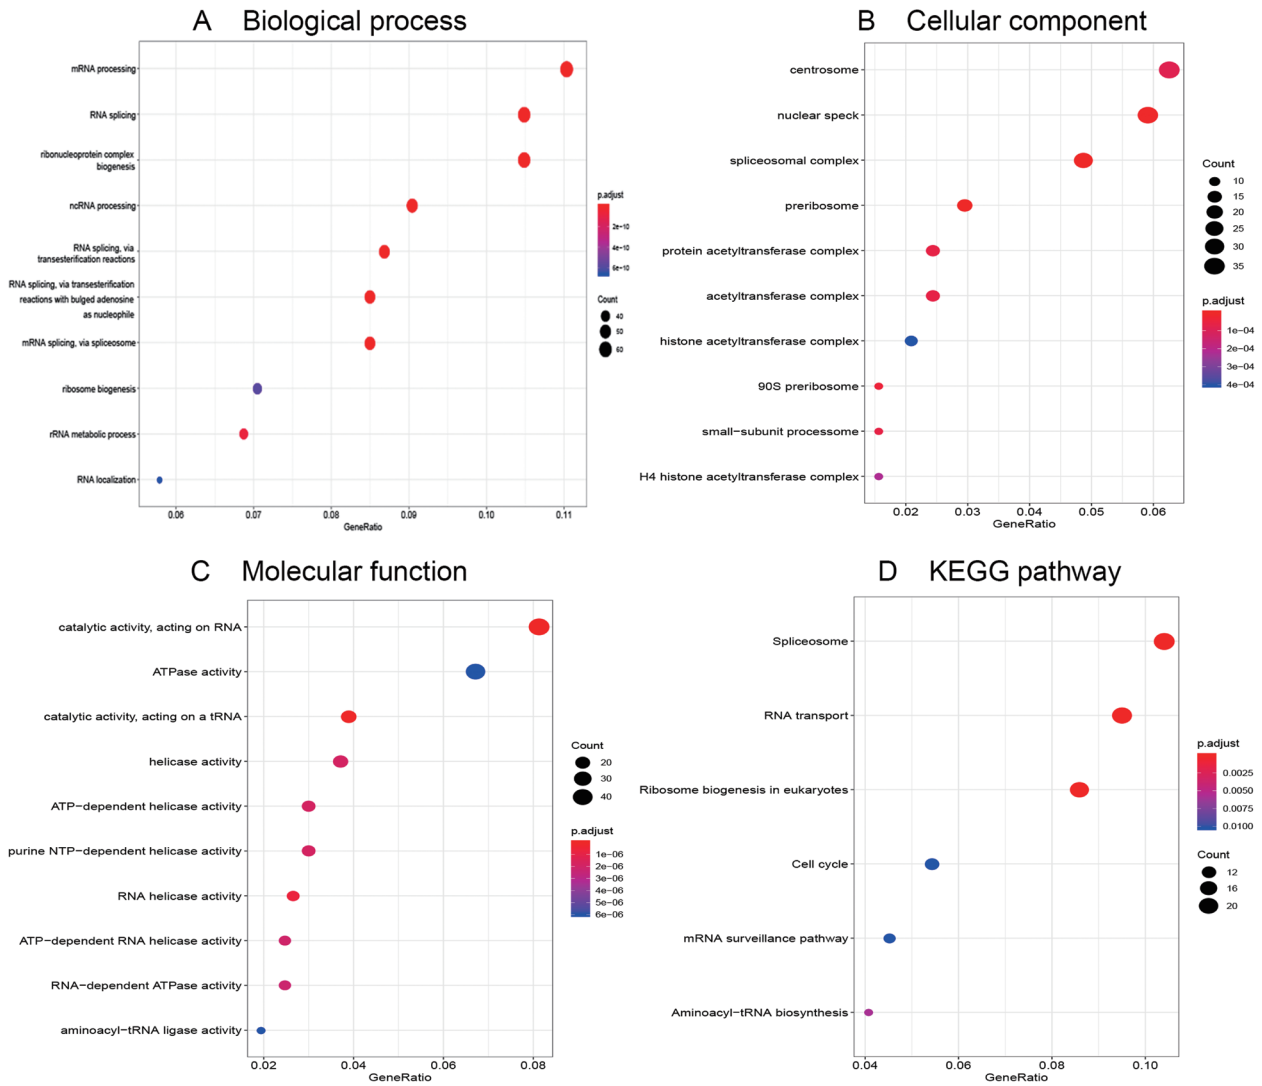 A Biological process
mRNA processing
RNA splicing
ribonucleoprotein complex
biogenesis
ncRNA processing
RNA splicing, via
transesterification reactions
RNA splicing, via transesterification
reactions with bulged adenosine
as nucleophile
mRNA splicing, via spliceosome
ribosome biogenesis
rRNA metabolic process
RNA localization
0.06 0.07 0.08 0.09 0.10 0.11
GeneRatio
p.adjust
2e−10
4e−10
6e−10
Count
40
50
60
B Cellular component
centrosome
nuclear speck
spliceosomal complex
preribosome
protein acetyltransferase complex
acetyltransferase complex
histone acetyltransferase complex
90S preribosome
small−subunit processome
H4 histone acetyltransferase complex
0.02 0.03 0.04 0.05 0.06
GeneRatio
Count
10
15
20
25
30
35
p.adjust
1e−04
2e−04
3e−04
4e−04
C Molecular function
catalytic activity, acting on RNA
ATPase activity
catalytic activity, acting on a tRNA
helicase activity
ATP−dependent helicase activity
purine NTP−dependent helicase activity
RNA helicase activity
ATP−dependent RNA helicase activity
RNA−dependent ATPase activity
aminoacyl−tRNA ligase activity
0.02 0.04 0.06 0.08
GeneRatio
Count
20
30
40
p.adjust
1e−06
2e−06
3e−06
4e−06
5e−06
6e−06
D KEGG pathway
Spliceosome
RNA transport
Ribosome biogenesis in eukaryotes
Cell cycle
mRNA surveillance pathway
Aminoacyl−tRNA biosynthesis
0.04 0.06 0.08 0.10
GeneRatio
p.adjust
0.0025
0.0050
0.0075
0.0100
Count
12
16
20